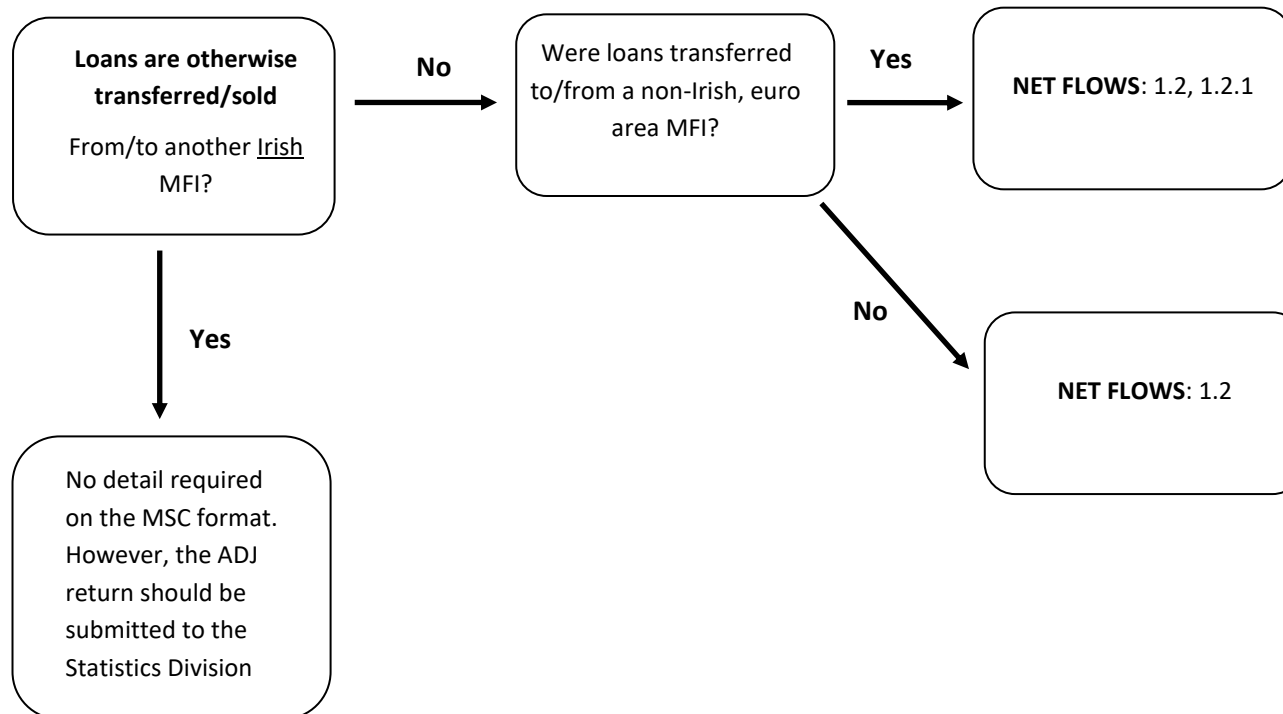 Loans are otherwise
transferred/sold
From/to another Irish
MFI?
No
Were loans transferred
to/from a non-Irish, euro
area MFI?
Yes
NET FLOWS: 1.2, 1.2.1
No
NET FLOWS: 1.2
Yes
No detail required
on the MSC format.
However, the ADJ
return should be
submitted to the
Statistics Division